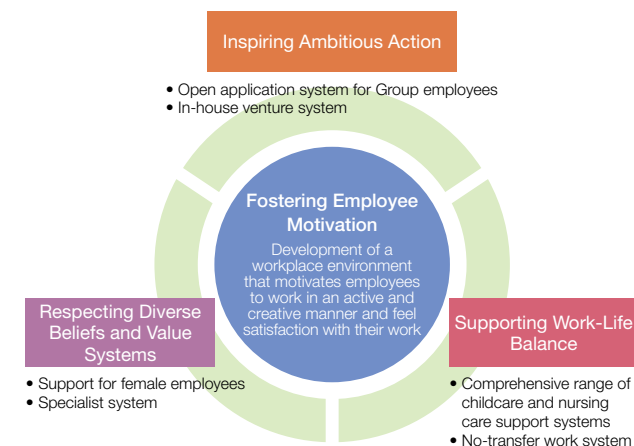 Inspiring Ambitious Action
• Open application system for Group employees
• In-house venture system
Fostering Employee
Motivation
Development of a
workplace environment
that motivates employees
to work in an active and
creative manner and feel
satisfaction with their work
Respecting Diverse
Beliefs and Value
Systems
• Support for female employees
• Specialist system
Supporting Work-Life
Balance
• Comprehensive range of
childcare and nursing
care support systems
• No-transfer work system